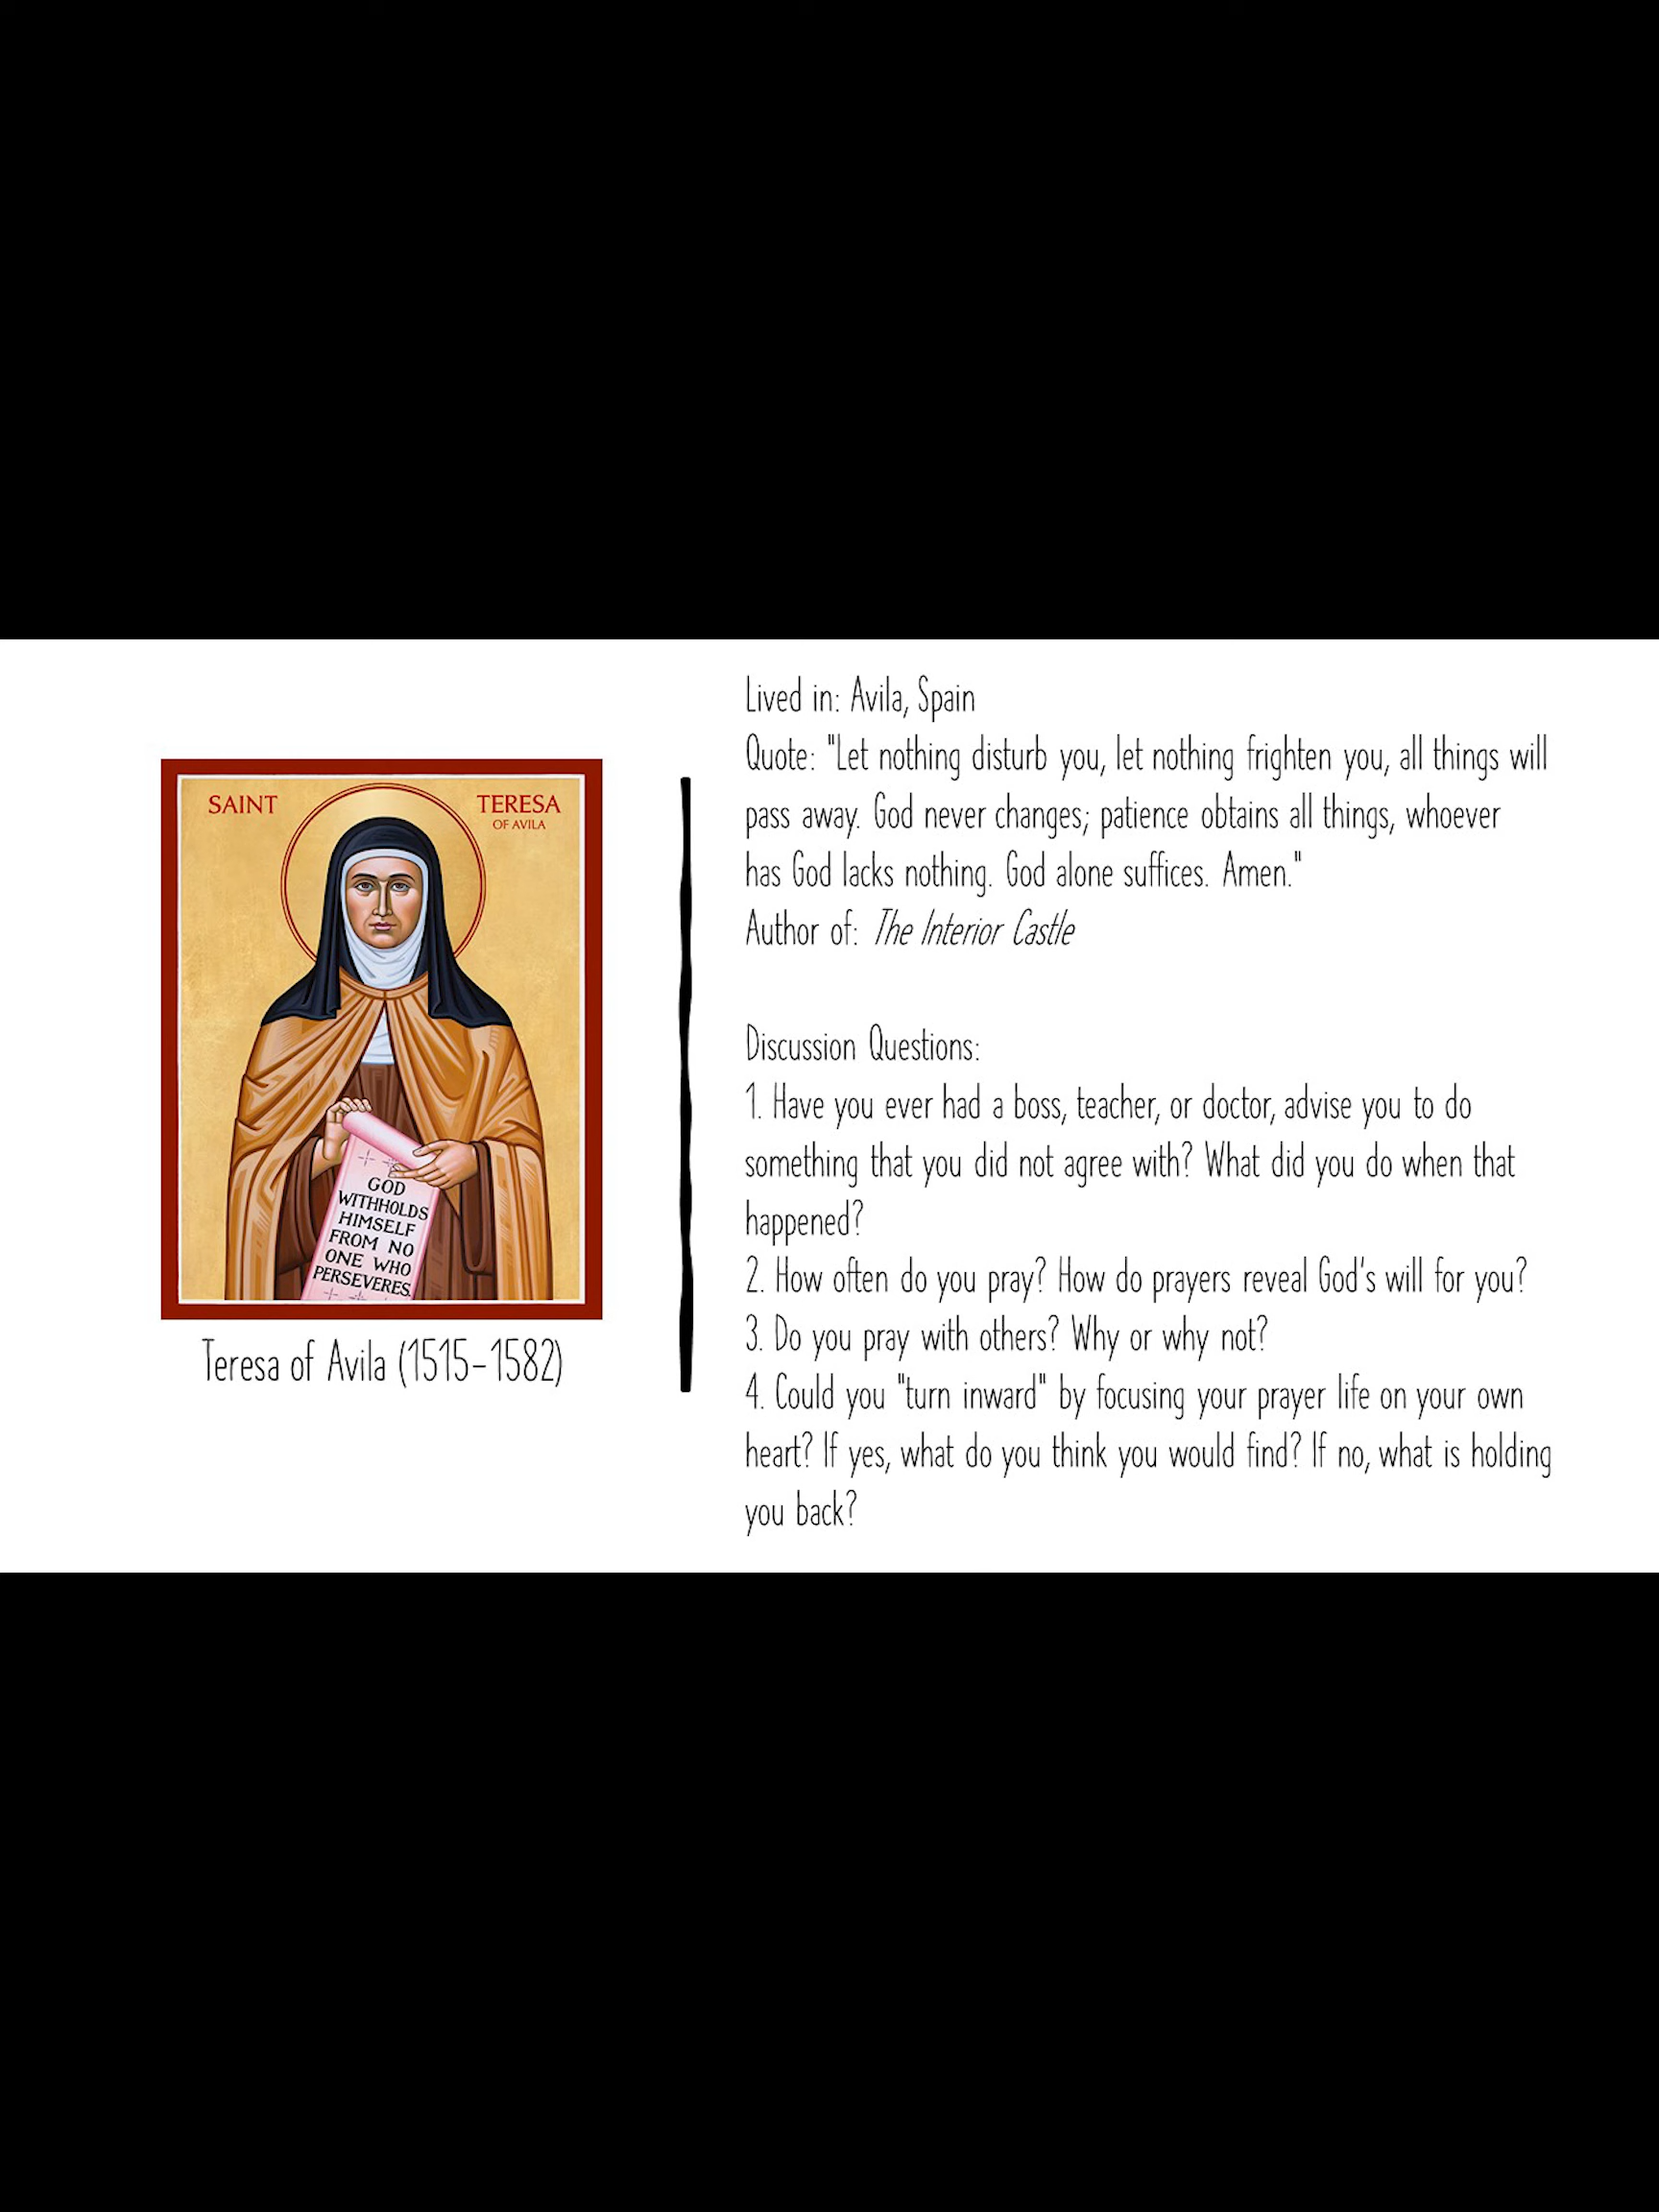 SAINT
TERESA
OF AVILA
GOD
WITHHOLDS
HIMSELF
FROM NO
ONE WHO
PERSEVERES.
Teresa of Avila (1515-1582)
Lived in: Avila, Spain
Quote: "Let nothing disturb you, let nothing frighten you, all things will
pass away. God never changes; patience obtains all things, whoever
has God lacks nothing. God alone suffices. Amen."
Author of: The Interior Castle
Discussion Questions:
1. Have you ever had a boss, teacher, or doctor, advise you to do
something that you did not agree with? What did you do when that
happened?
2. How often do you pray? How do prayers reveal God's will for you?
3. Do you pray with others? Why or why not?
4. Could you "turn inward" by focusing your prayer life on your own
heart? If yes, what do you think you would find? If no, what is holding
you back?